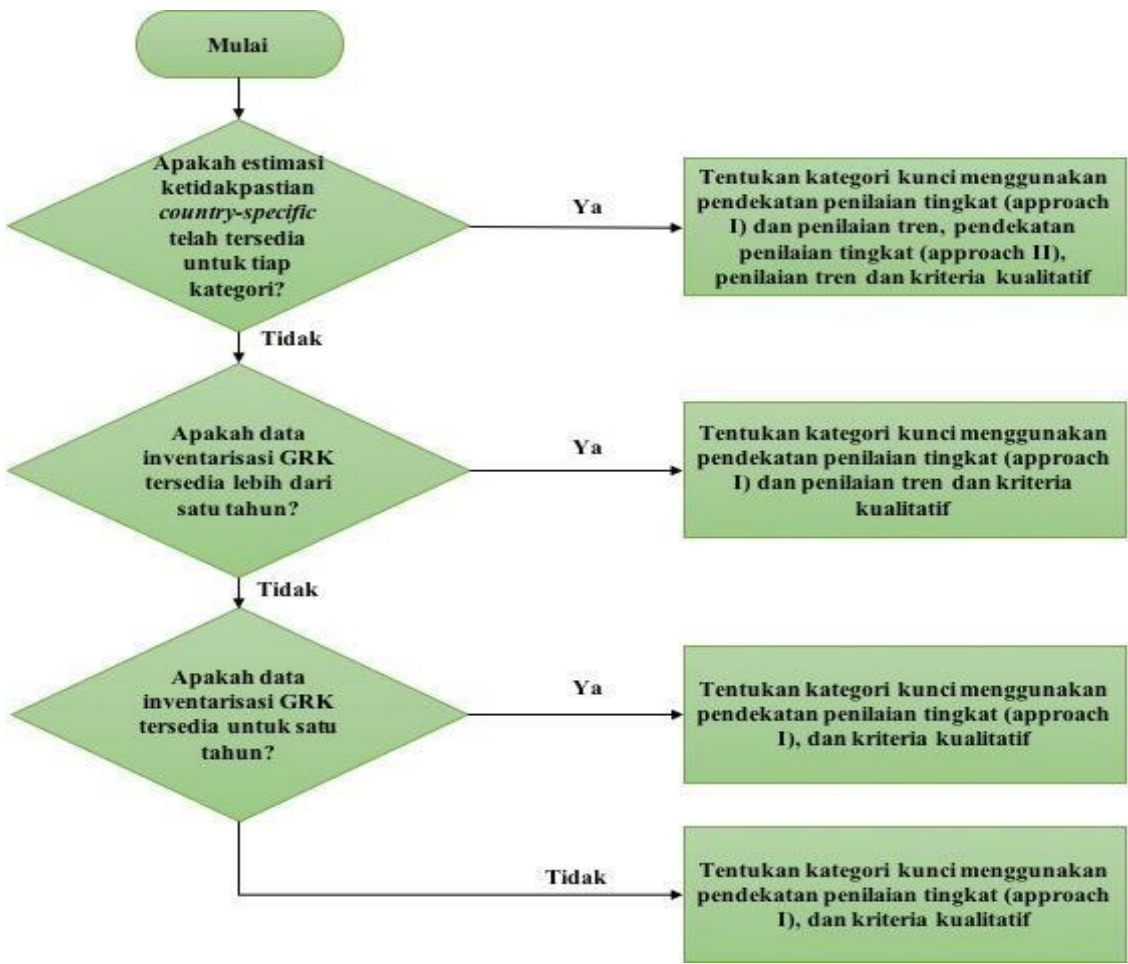 Mulai
Apakah estimasi
ketidakpastian
country-specific
telah tersedia
untuk tiap
kategori?
Ya
Tentukan kategori kunci menggunakan
pendekatan penilaian tingkat (approach
I) dan penilaian tren, pendekatan
penilaian tingkat (approach II),
penilaian tren dan kriteria kualitatif
Tidak
Apakah data
inventarisasi GRK
tersedia lebih dari
satu tahun?
Ya
Tentukan kategori kunci menggunakan
pendekatan penilaian tingkat (approach
I) dan penilaian tren dan kriteria
kualitatif
Tidak
Apakah data
inventarisasi GRK
tersedia untuk satu
tahun?
Ya
Tentukan kategori kunci menggunakan
pendekatan penilaian tingkat (approach
I), dan kriteria kualitatif
Tidak
Tentukan kategori kunci menggunakan
pendekatan penilaian tingkat (approach
I), dan kriteria kualitatif